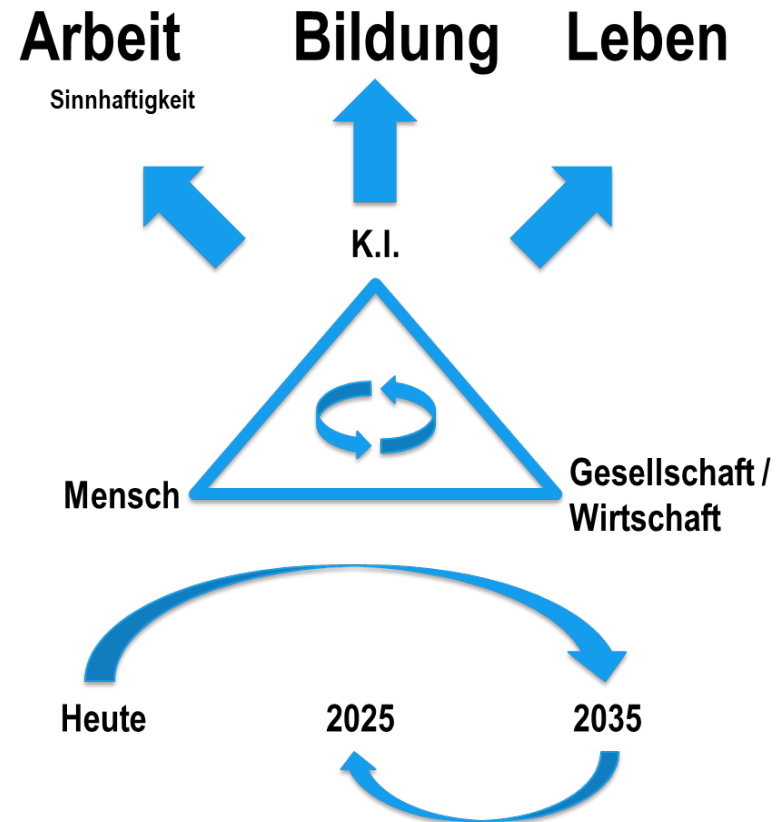 Arbeit Bildung Leben
Sinnhaftigkeit
K.I.
Mensch
Gesellschaft /
Wirtschaft
Heute 2025 2035